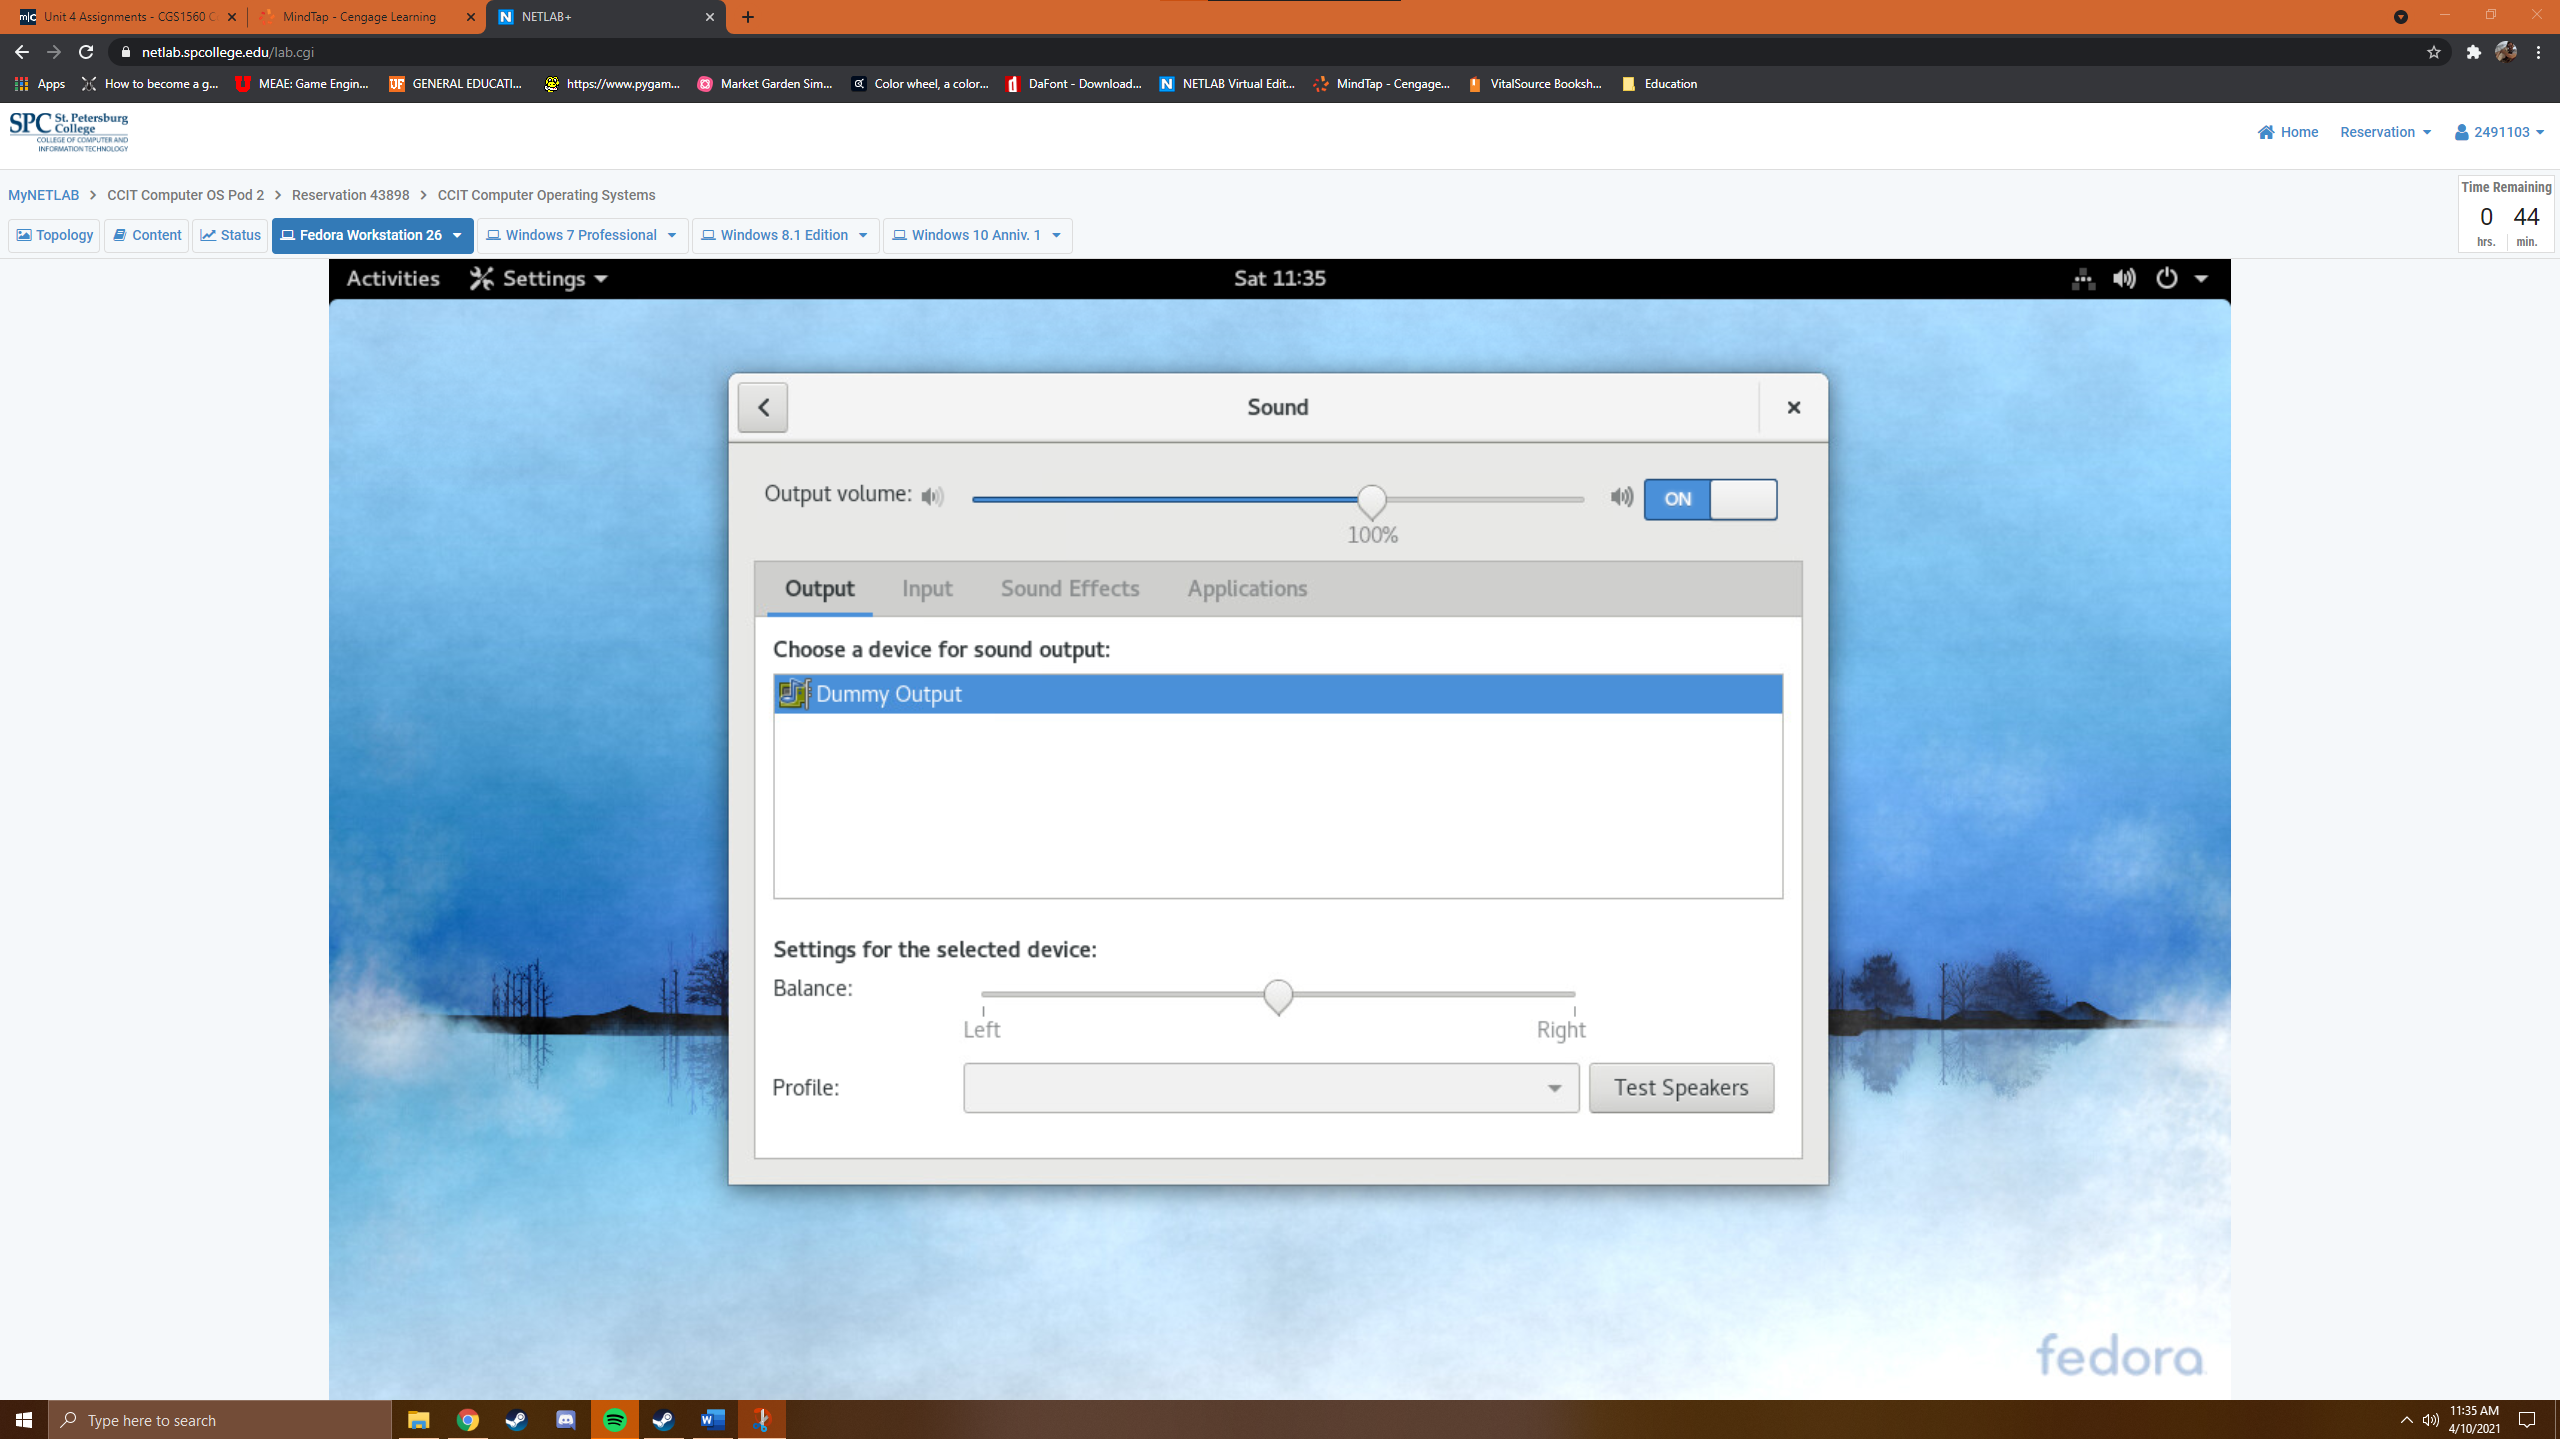 Unit 4 Assignments - CGS1560 C
MindTap - Cengage Learning
NETLAB+
netlab.spcollege.edu/lab.cgi
Apps
How to become a g...
MEAE: Game Engin...
GENERAL EDUCATI...
https://www.pygam...
Market Garden Sim...
Color wheel, a color...
DaFont - Download...
NETLAB Virtual Edit...
MindTap - Cengage...
VitalSource Booksh...
Education
SPC St. Petersburg College
COLLEGE OF COMPUTER AND
INFORMATION TECHNOLOGY
Home
Reservation
2491103
MyNETLAB > CCIT Computer OS Pod 2 > Reservation 43898 > CCIT Computer Operating Systems
Time Remaining
0 44
hrs. min.
Topology
Content
Status
Fedora Workstation 26
Windows 7 Professional
Windows 8.1 Edition
Windows 10 Anniv. 1
Activities
Settings
Sat 11:35
Sound
Output volume:
ON
100%
Output
Input
Sound Effects
Applications
Choose a device for sound output:
Dummy Output
Settings for the selected device:
Balance:
Left
Right
Profile:
Test Speakers
fedora
Type here to search
11:35 AM
4/10/2021